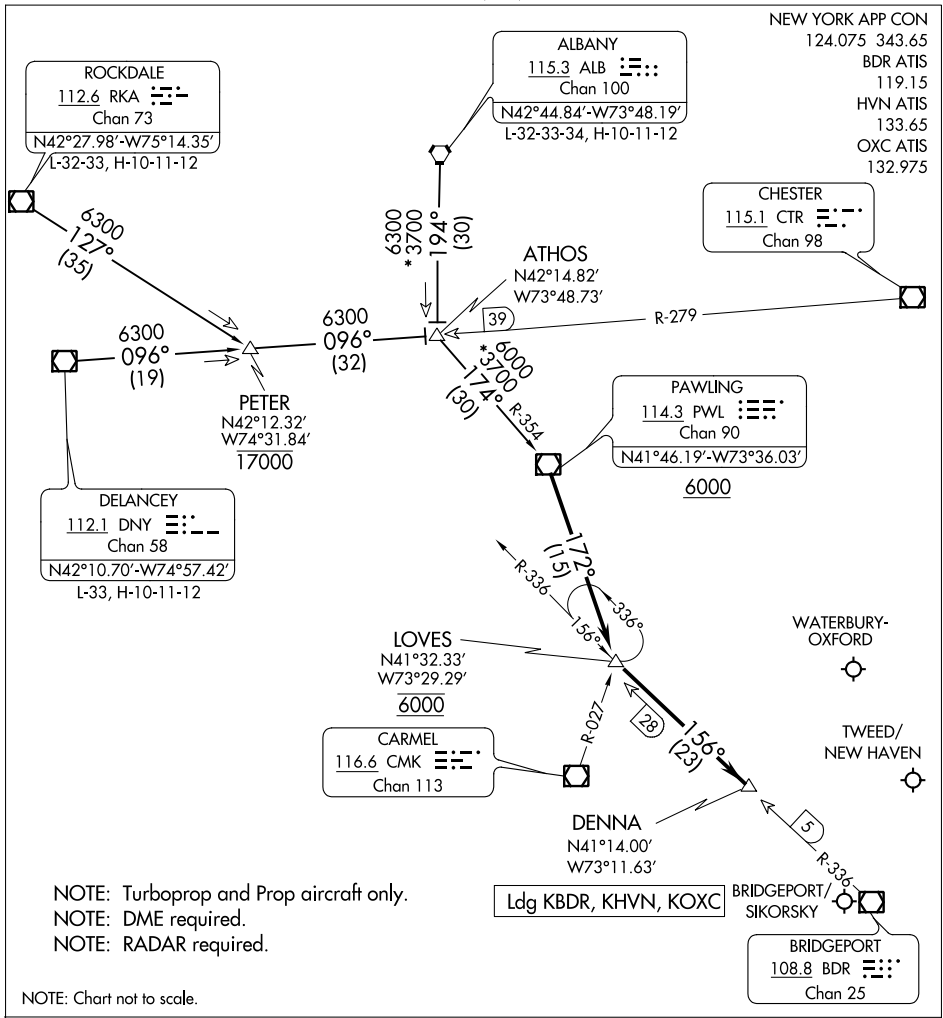 NEW YORK APP CON
124.075 343.65
BDR ATIS
119.15
HVN ATIS
133.65
OXC ATIS
132.975
ALBANY
115.3 ALB
Chan 100
N42°44.84'-W73°48.19'
L-32-33-34, H-10-11-12
ROCKDALE
112.6 RKA
Chan 73
N42°27.98'-W75°14.35'
L-32-33, H-10-11-12
CHESTER
115.1 CTR
Chan 98
6300
127°
(35)
6300
*3700
194°
(30)
ATHOS
N42°14.82'
W73°48.73'
39
R-279
6300
096°
(19)
6300
096°
(32)
PETER
N42°12.32'
W74°31.84'
17000
6000
*3700
174°
(30)
R-354
PAWLING
114.3 PWL
Chan 90
N41°46.19'-W73°36.03'
6000
DELANCEY
112.1 DNY
Chan 58
N42°10.70'-W74°57.42'
L-33, H-10-11-12
172°
(15)
R-336
156°
336°
LOVES
N41°32.33'
W73°29.29'
6000
WATERBURY-
OXFORD
R-027
28
156°
(23)
CARMEL
116.6 CMK
Chan 113
TWEED/
NEW HAVEN
DENNA
N41°14.00'
W73°11.63'
5
R-336
Ldg KBDR, KHVN, KOXC
BRIDGEPORT/
SIKORSKY
BRIDGEPORT
108.8 BDR
Chan 25
NOTE: Turboprop and Prop aircraft only.
NOTE: DME required.
NOTE: RADAR required.
NOTE: Chart not to scale.